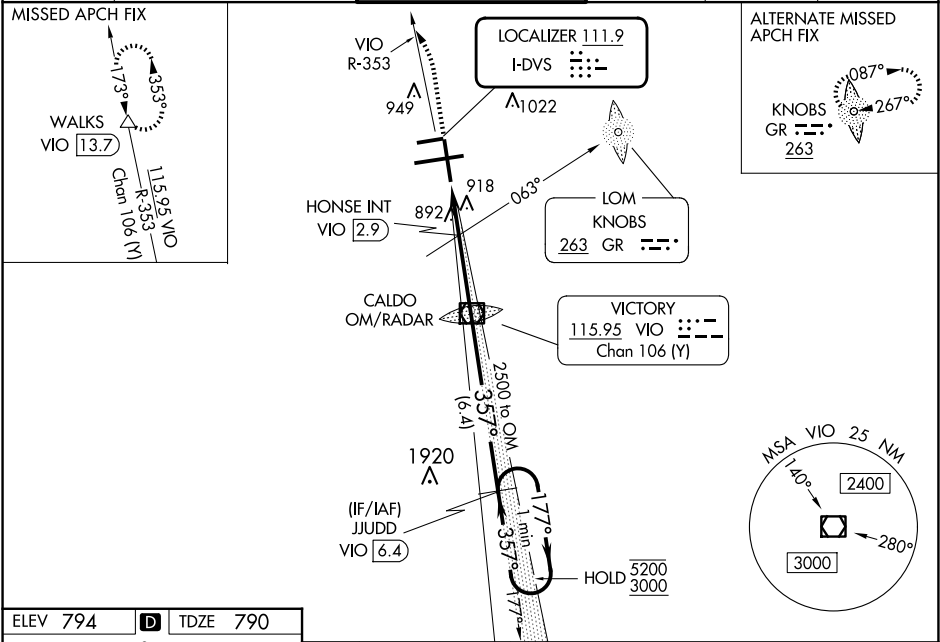 MISSED APCH FIX
173°
353°
WALKS
VIO 13.7
115.95 VIO
R-353
Chan 106 (Y)
VIO
R-353
LOCALIZER 111.9
I-DVS
949
1022
ALTERNATE MISSED
APCH FIX
087°
267°
KNOBS
GR
263
063°
918
892
HONSE INT
VIO 2.9
LOM
KNOBS
263 GR
CALDO
OM/RADAR
VICTORY
115.95 VIO
Chan 106 (Y)
2500 to OM
357°
(6.4)
1920
(IF/IAF)
JJUDD
VIO 6.4
177°
1 min
357°
177°
HOLD 5200
3000
MSA VIO 25 NM
140°
2400
280°
3000
ELEV 794 D TDZE 790